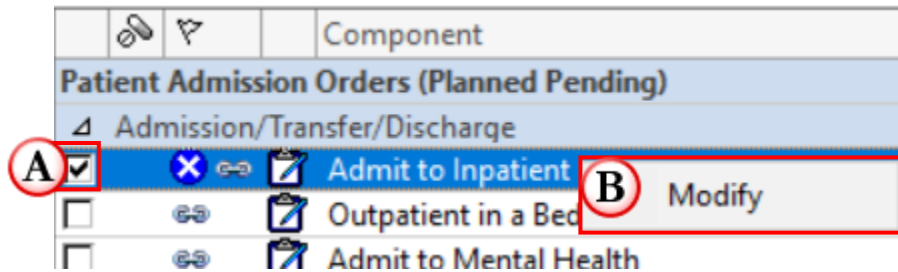 Component
Patient Admission Orders (Planned Pending)
Admission/Transfer/Discharge
A Admit to Inpatient B Modify
Outpatient in a Bed
Admit to Mental Health